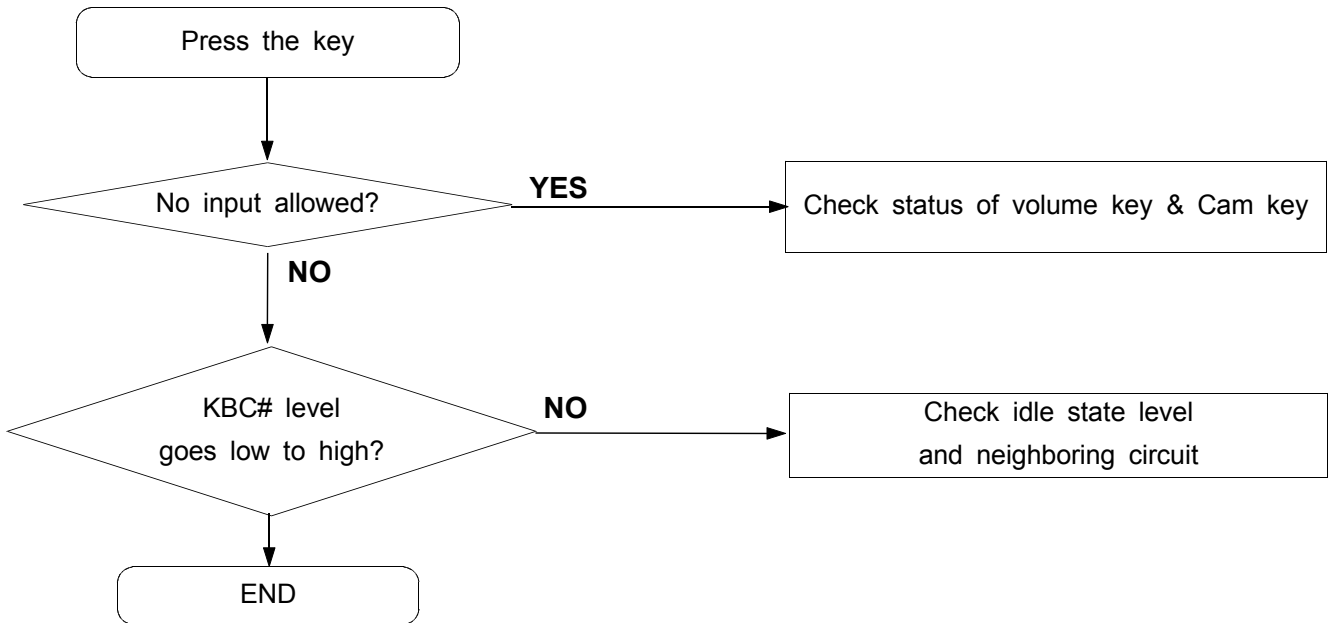 Press the key
No input allowed?
YES
Check status of volume key & Cam key
NO
KBC# level
goes low to high?
NO
Check idle state level
and neighboring circuit
END